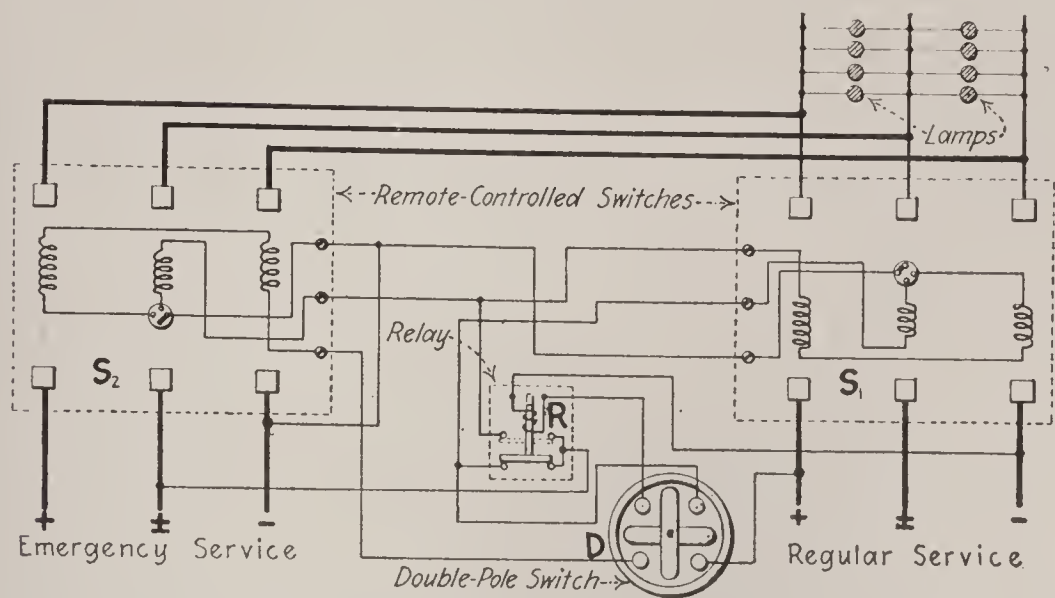 Lamps
Remote-Controlled Switches
Relay
S₂
R
S₁
D
+ ± -
+ ± -
Emergency Service
Regular Service
Double-Pole Switch